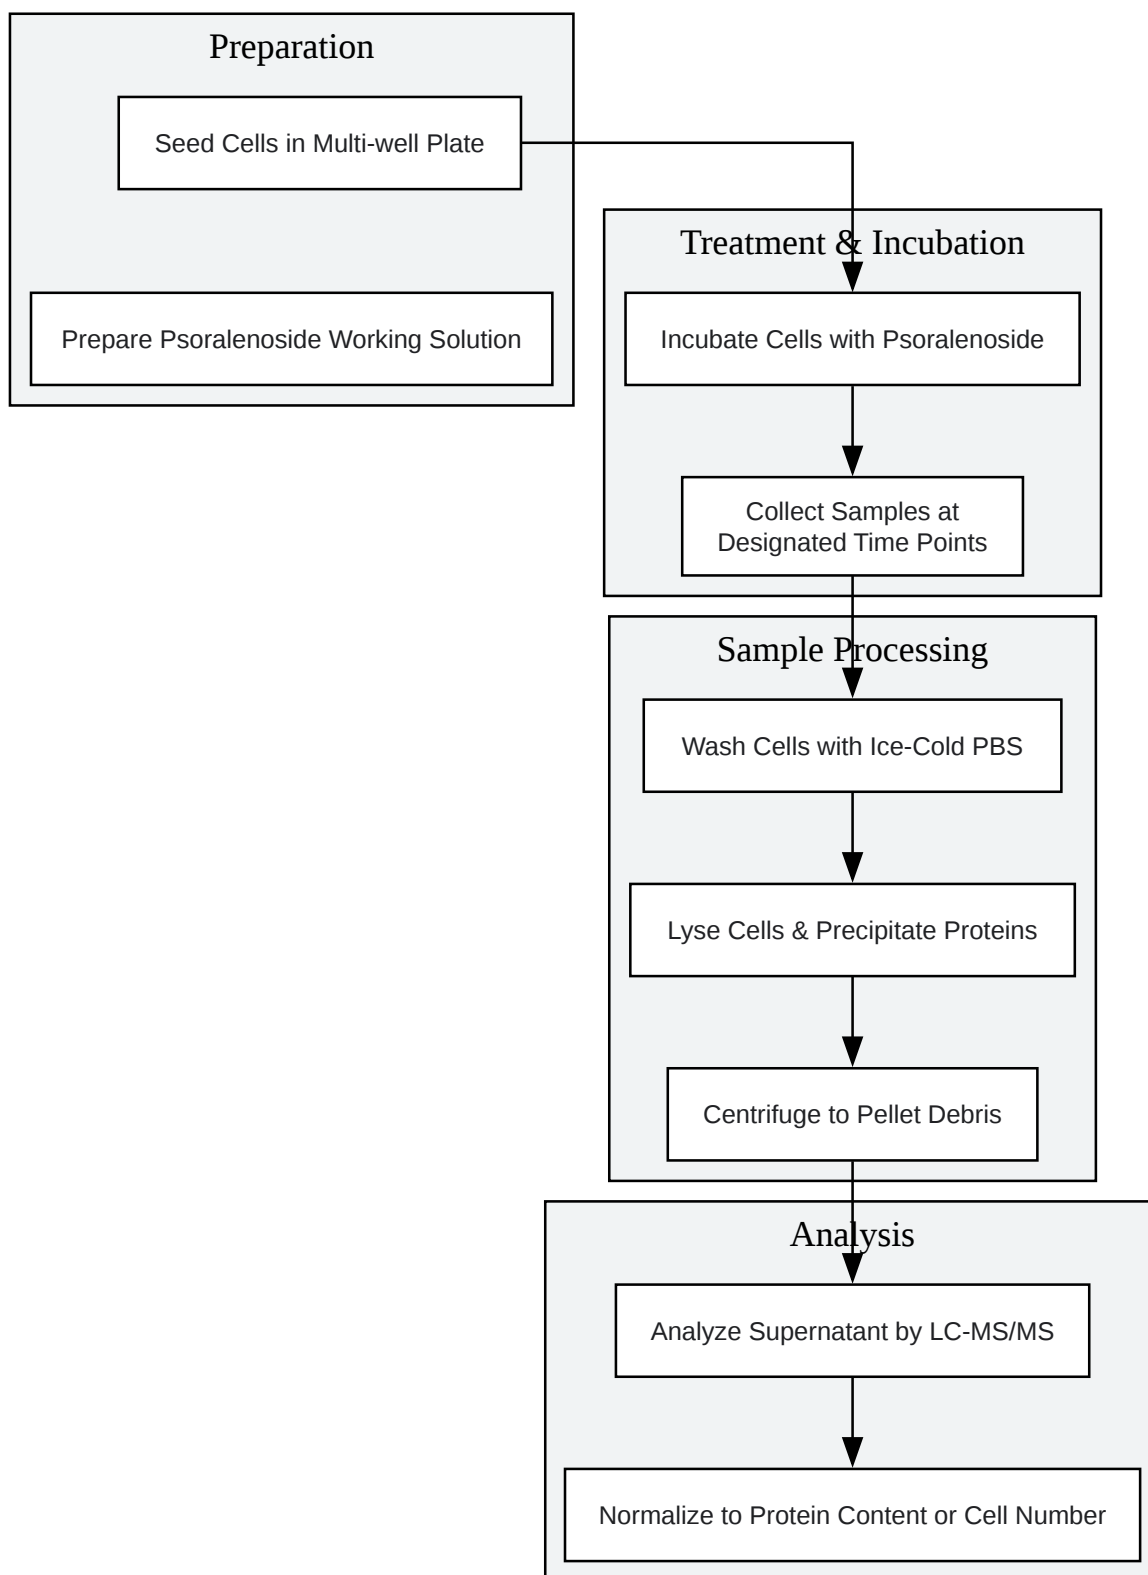 Preparation
Seed Cells in Multi-well Plate
Prepare Psoralenoside Working Solution
Treatment & Incubation
Incubate Cells with Psoralenoside
Collect Samples at
Designated Time Points
Sample Processing
Wash Cells with Ice-Cold PBS
Lyse Cells & Precipitate Proteins
Centrifuge to Pellet Debris
Analysis
Analyze Supernatant by LC-MS/MS
Normalize to Protein Content or Cell Number